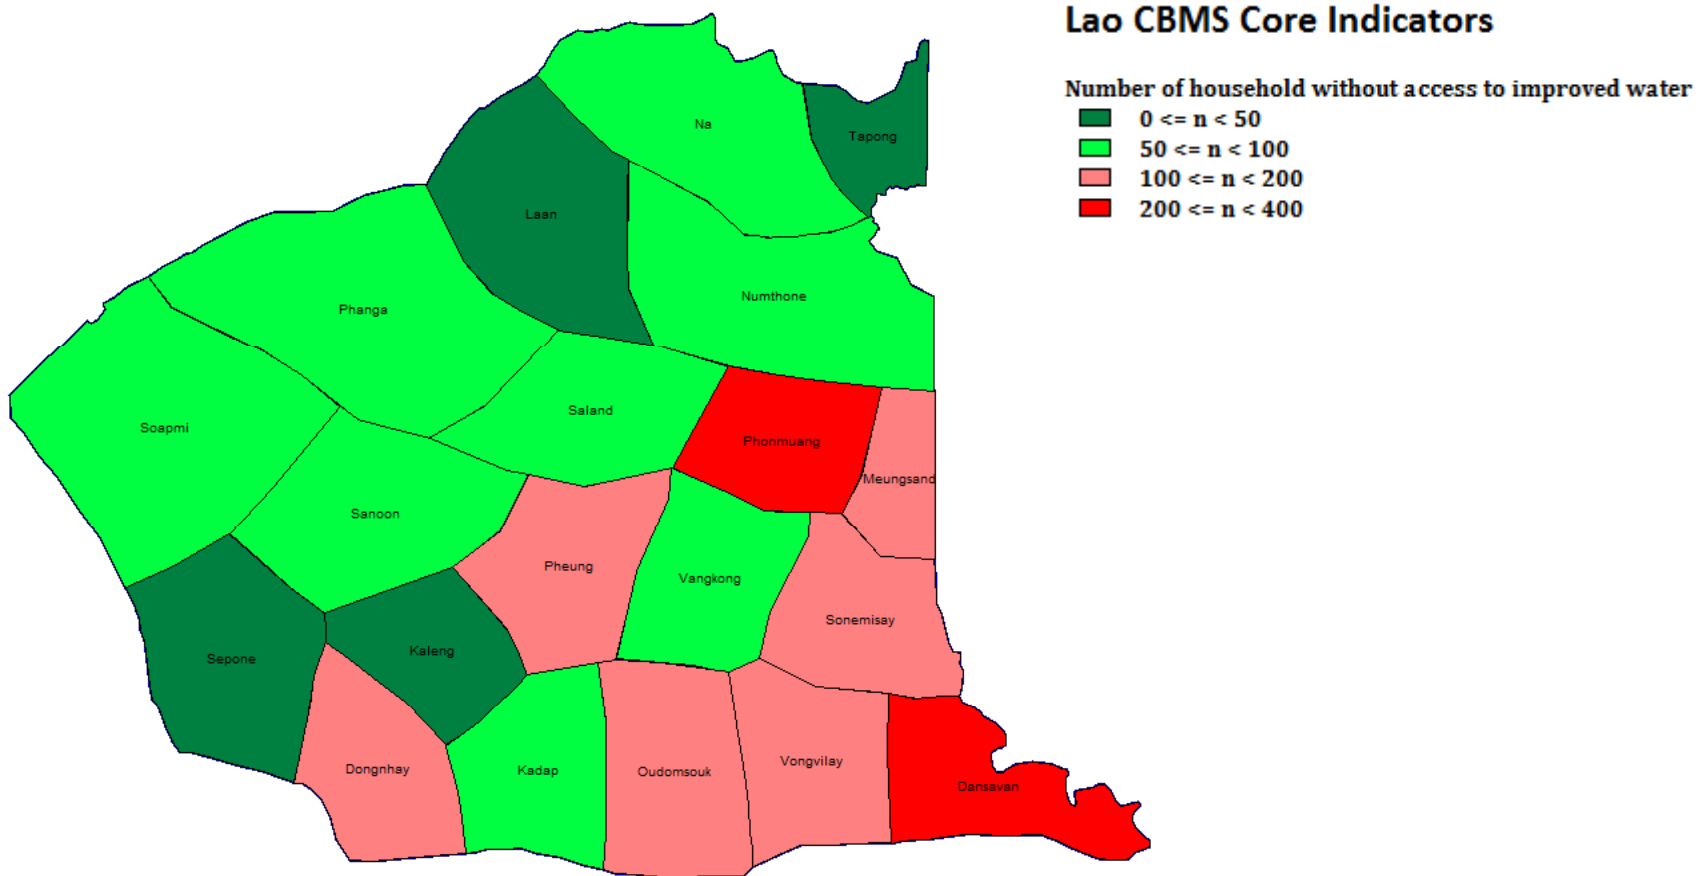 Lao CBMS Core Indicators
Number of household without access to improved water
0 <= n < 50
50 <= n < 100
100 <= n < 200
200 <= n < 400
Na
Tapong
Laan
Numthone
Phanga
Saland
Soapmi
Phonmuang
Meungsand
Sanoon
Pheung
Vangkong
Sonemisay
Kaleng
Sepone
Vongvilay
Dongnhay
Kadap
Oudomsouk
Dansavan